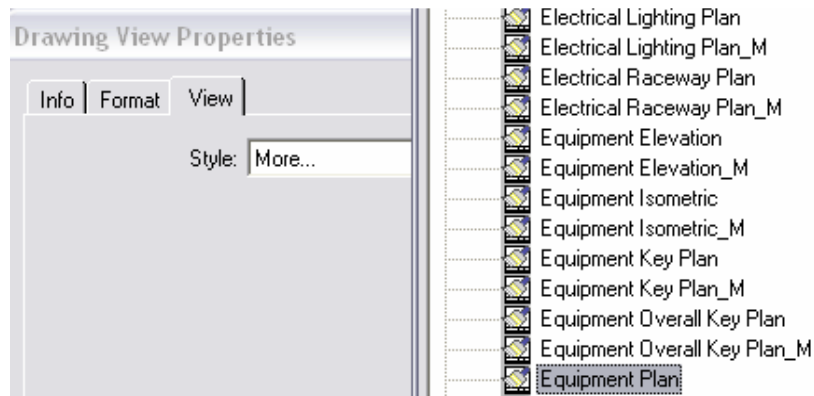 Drawing View Properties
Info
Format
View
Style:
More...
Electrical Lighting Plan
Electrical Lighting Plan_M
Electrical Raceway Plan
Electrical Raceway Plan_M
Equipment Elevation
Equipment Elevation_M
Equipment Isometric
Equipment Isometric_M
Equipment Key Plan
Equipment Key Plan_M
Equipment Overall Key Plan
Equipment Overall Key Plan_M
Equipment Plan